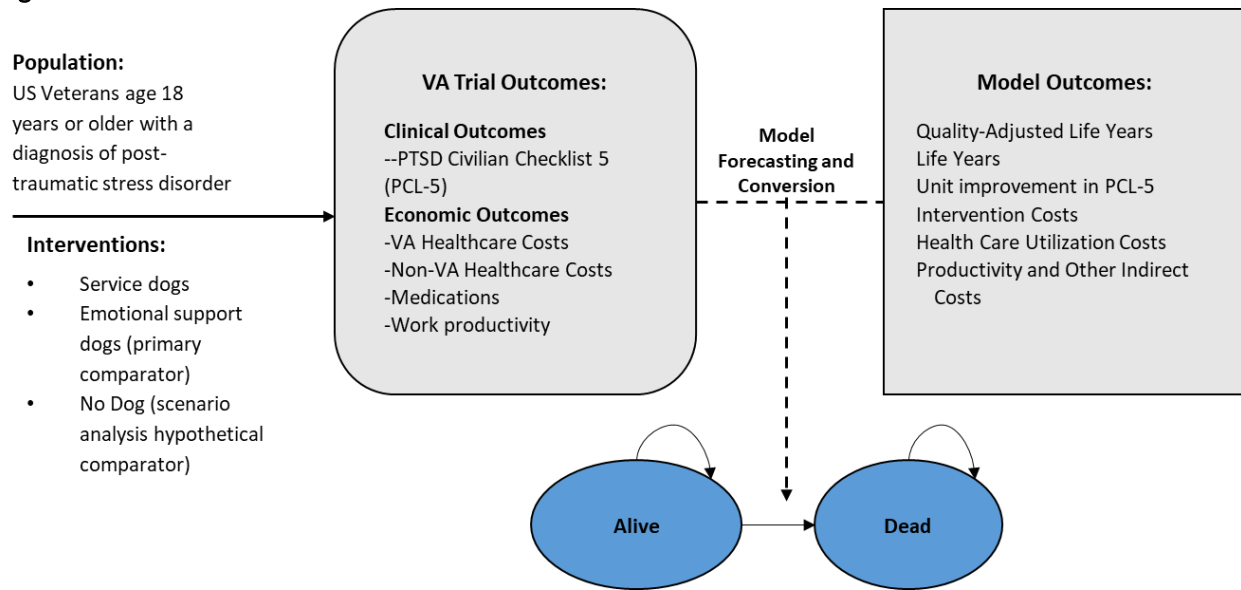 Population:
US Veterans age 18
years or older with a
diagnosis of post-
traumatic stress disorder
Interventions:
• Service dogs
• Emotional support
dogs (primary
comparator)
• No Dog (scenario
analysis hypothetical
comparator)
VA Trial Outcomes:
Clinical Outcomes
--PTSD Civilian Checklist 5
(PCL-5)
Economic Outcomes
-VA Healthcare Costs
-Non-VA Healthcare Costs
-Medications
-Work productivity
Model
Forecasting and
Conversion
Model Outcomes:
Quality-Adjusted Life Years
Life Years
Unit improvement in PCL-5
Intervention Costs
Health Care Utilization Costs
Productivity and Other Indirect
Costs
Alive
Dead